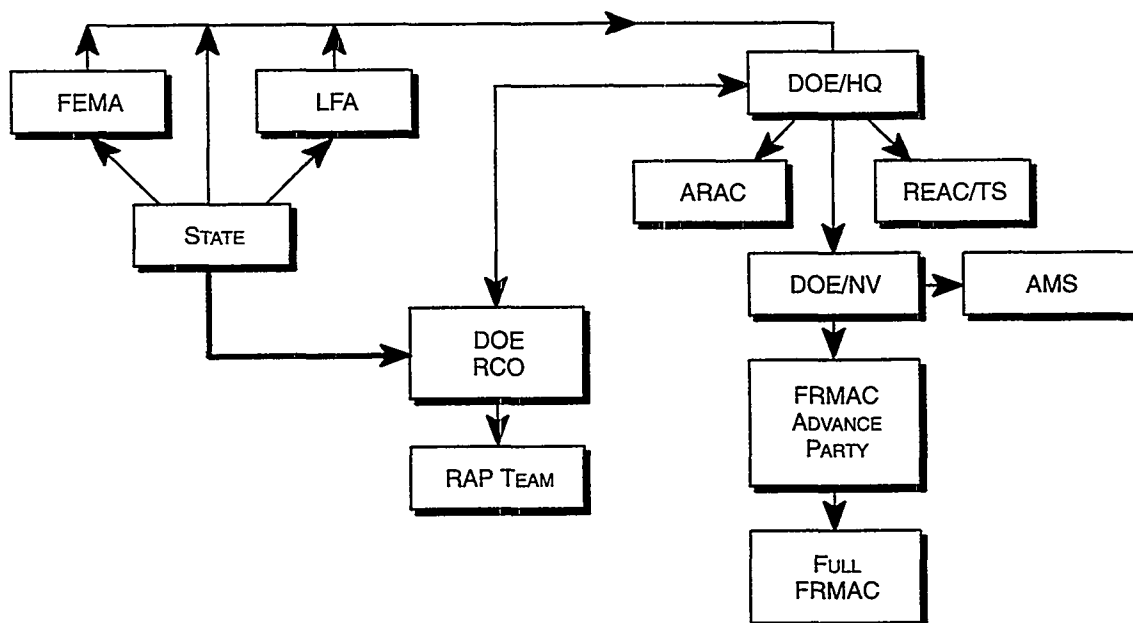 FEMA
LFA
DOE/HQ
ARAC
REAC/TS
STATE
DOE/NV
AMS
DOE
RCO
FRMAC
ADVANCE
PARTY
RAP TEAM
FULL
FRMAC